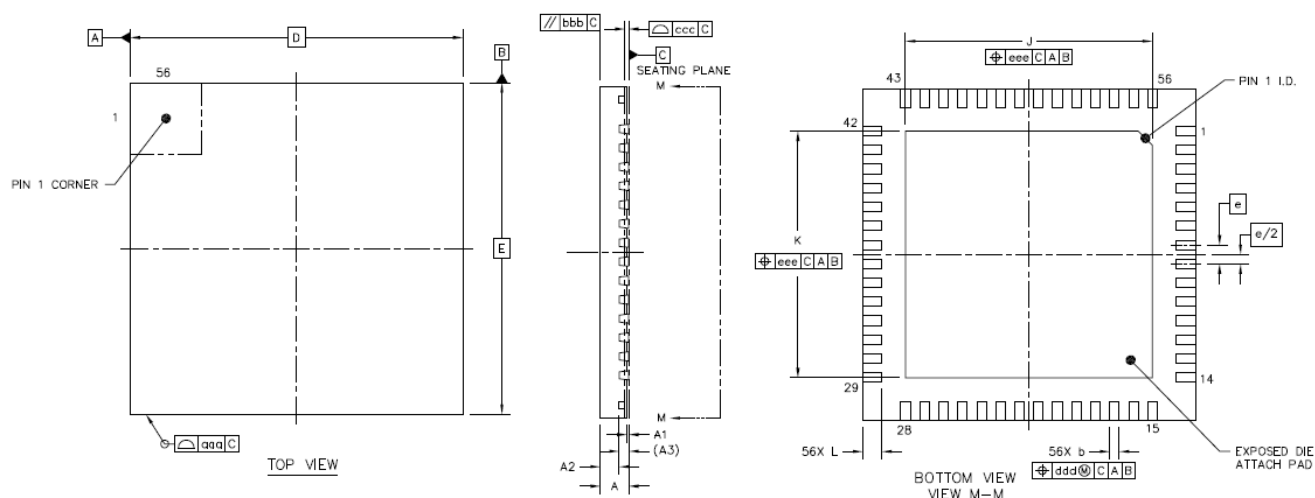 A
D
B
56
1
PIN 1 CORNER
E
aaa C
TOP VIEW
// bbb C
ccc C
C
SEATING PLANE
M
M
A1
(A3)
A2
A
J
eee C A B
43
56
PIN 1 I.D.
42
1
e
e/2
K
eee C A B
29
14
28
15
56X L
56X b
ddd Ⓜ C A B
EXPOSED DIE
ATTACH PAD
BOTTOM VIEW
VIEW M-M